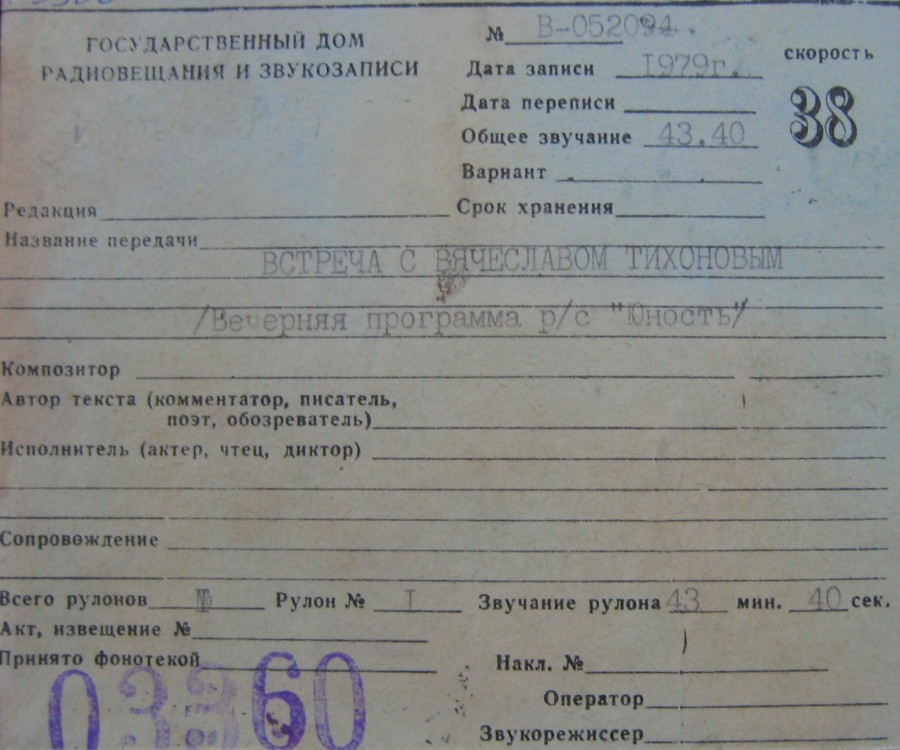 ГОСУДАРСТВЕННЫЙ ДОМ
РАДИОВЕЩАНИЯ И ЗВУКОЗАПИСИ
№ В-052094
Дата записи 1979г.
скорость
38
Дата переписи
Общее звучание 43.40
Вариант
Редакция
Срок хранения
Название передачи
ВСТРЕЧА С ВЯЧЕСЛАВОМ ТИХОНОВЫМ
/Вечерняя программа р/с "Юность"/
Композитор
Автор текста (комментатор, писатель,
поэт, обозреватель)
Исполнитель (актер, чтец, диктор)
Сопровождение
Всего рулонов Рулон № I Звучание рулона 43 мин. 40 сек.
Акт, извещение №
Принято фонотекой
Накл. №
03360
Оператор
Звукорежиссер